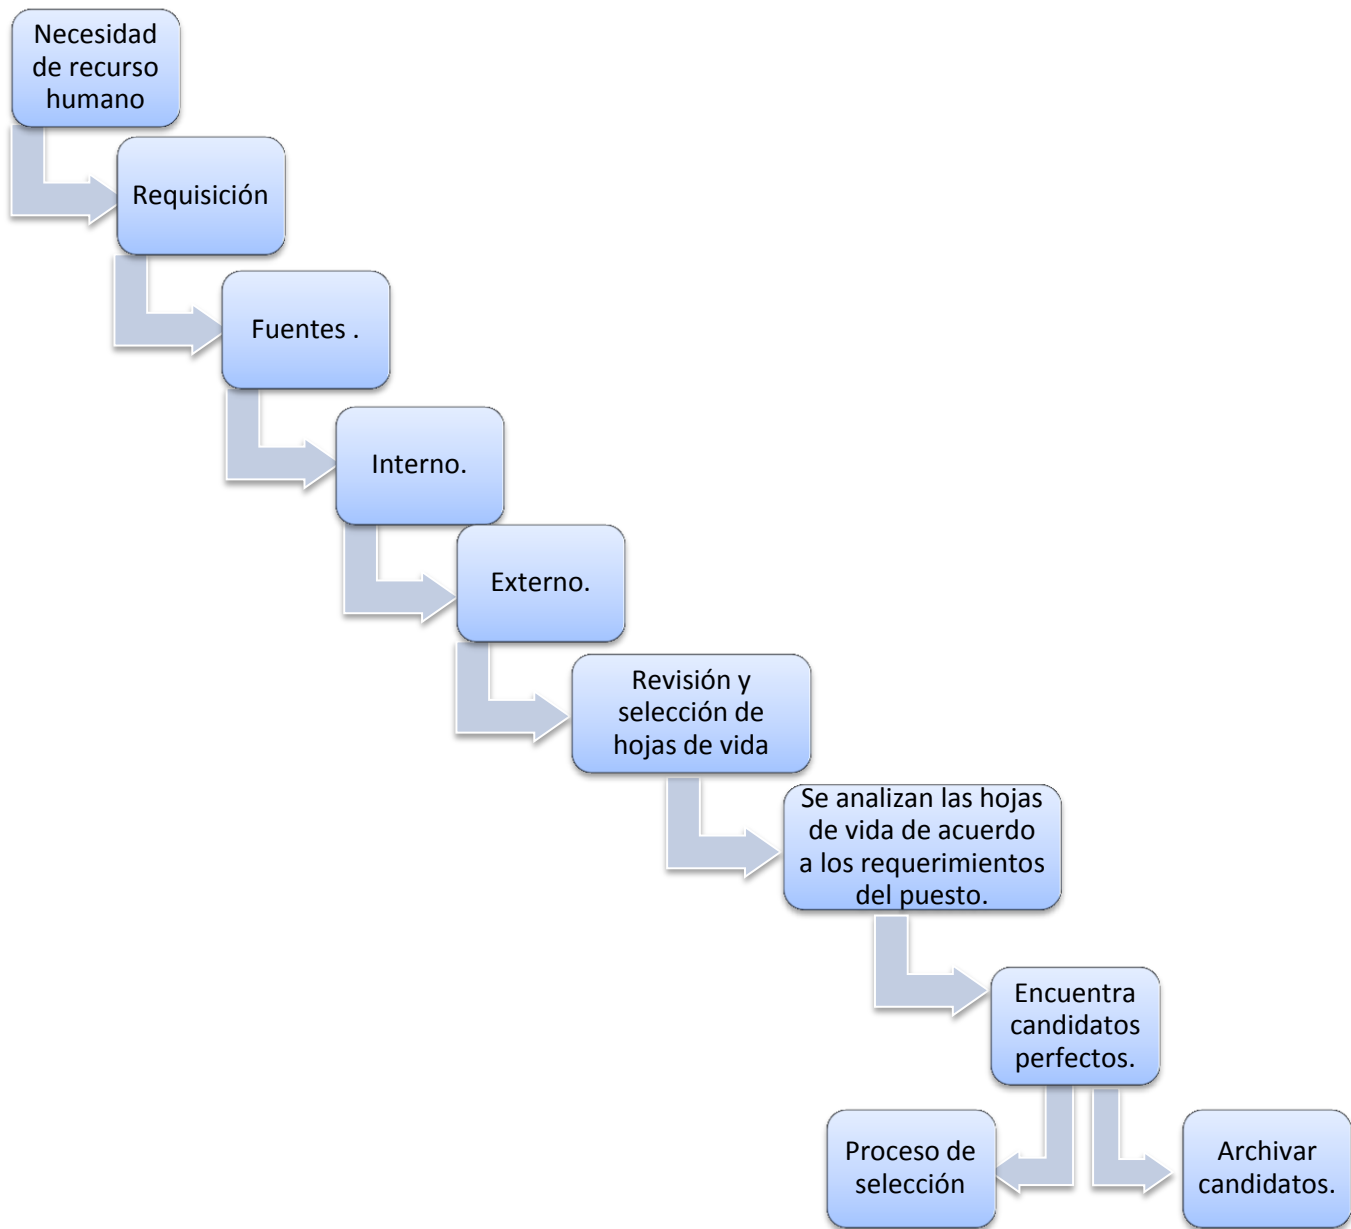 Necesidad
de recurso
humano
Requisición
Fuentes .
Interno.
Externo.
Revisión y
selección de
hojas de vida
Se analizan las hojas
de vida de acuerdo
a los requerimientos
del puesto.
Encuentra
candidatos
perfectos.
Proceso de
selección
Archivar
candidatos.